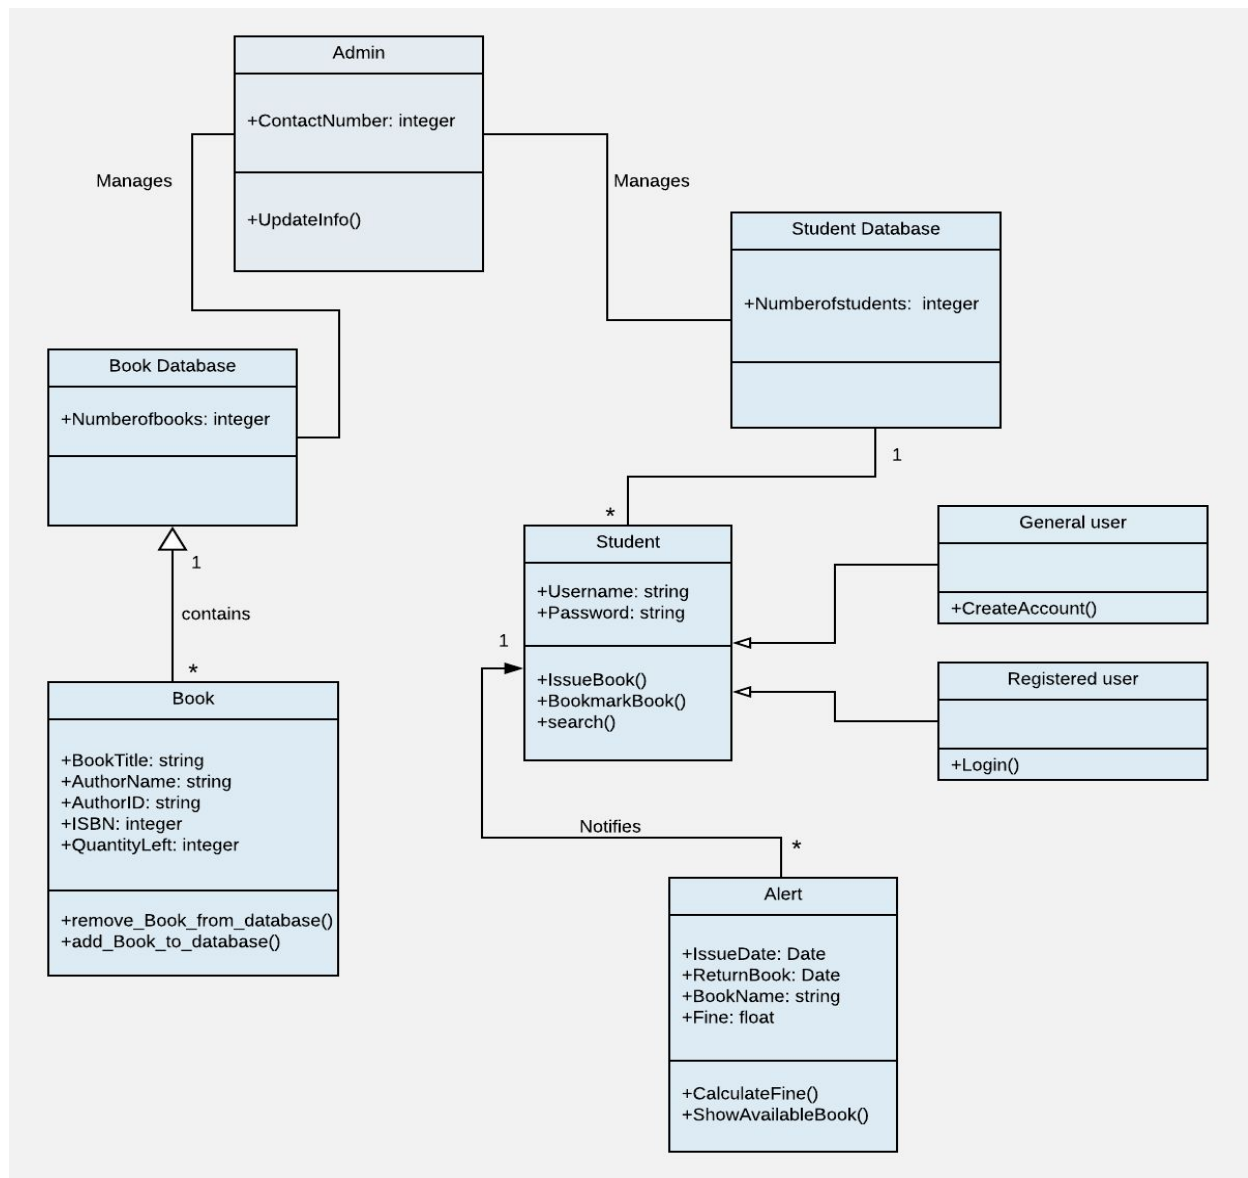 Admin
+ContactNumber: integer
+UpdateInfo()
Manages
Manages
Student Database
+Numberofstudents:  integer
Book Database
+Numberofbooks: integer
1
*
1
contains
*
Student
+Username: string
+Password: string
+IssueBook()
+BookmarkBook()
+search()
General user
+CreateAccount()
Registered user
+Login()
1
Notifies
*
Book
+BookTitle: string
+AuthorName: string
+AuthorID: string
+ISBN: integer
+QuantityLeft: integer
+remove_Book_from_database()
+add_Book_to_database()
Alert
+IssueDate: Date
+ReturnBook: Date
+BookName: string
+Fine: float
+CalculateFine()
+ShowAvailableBook()